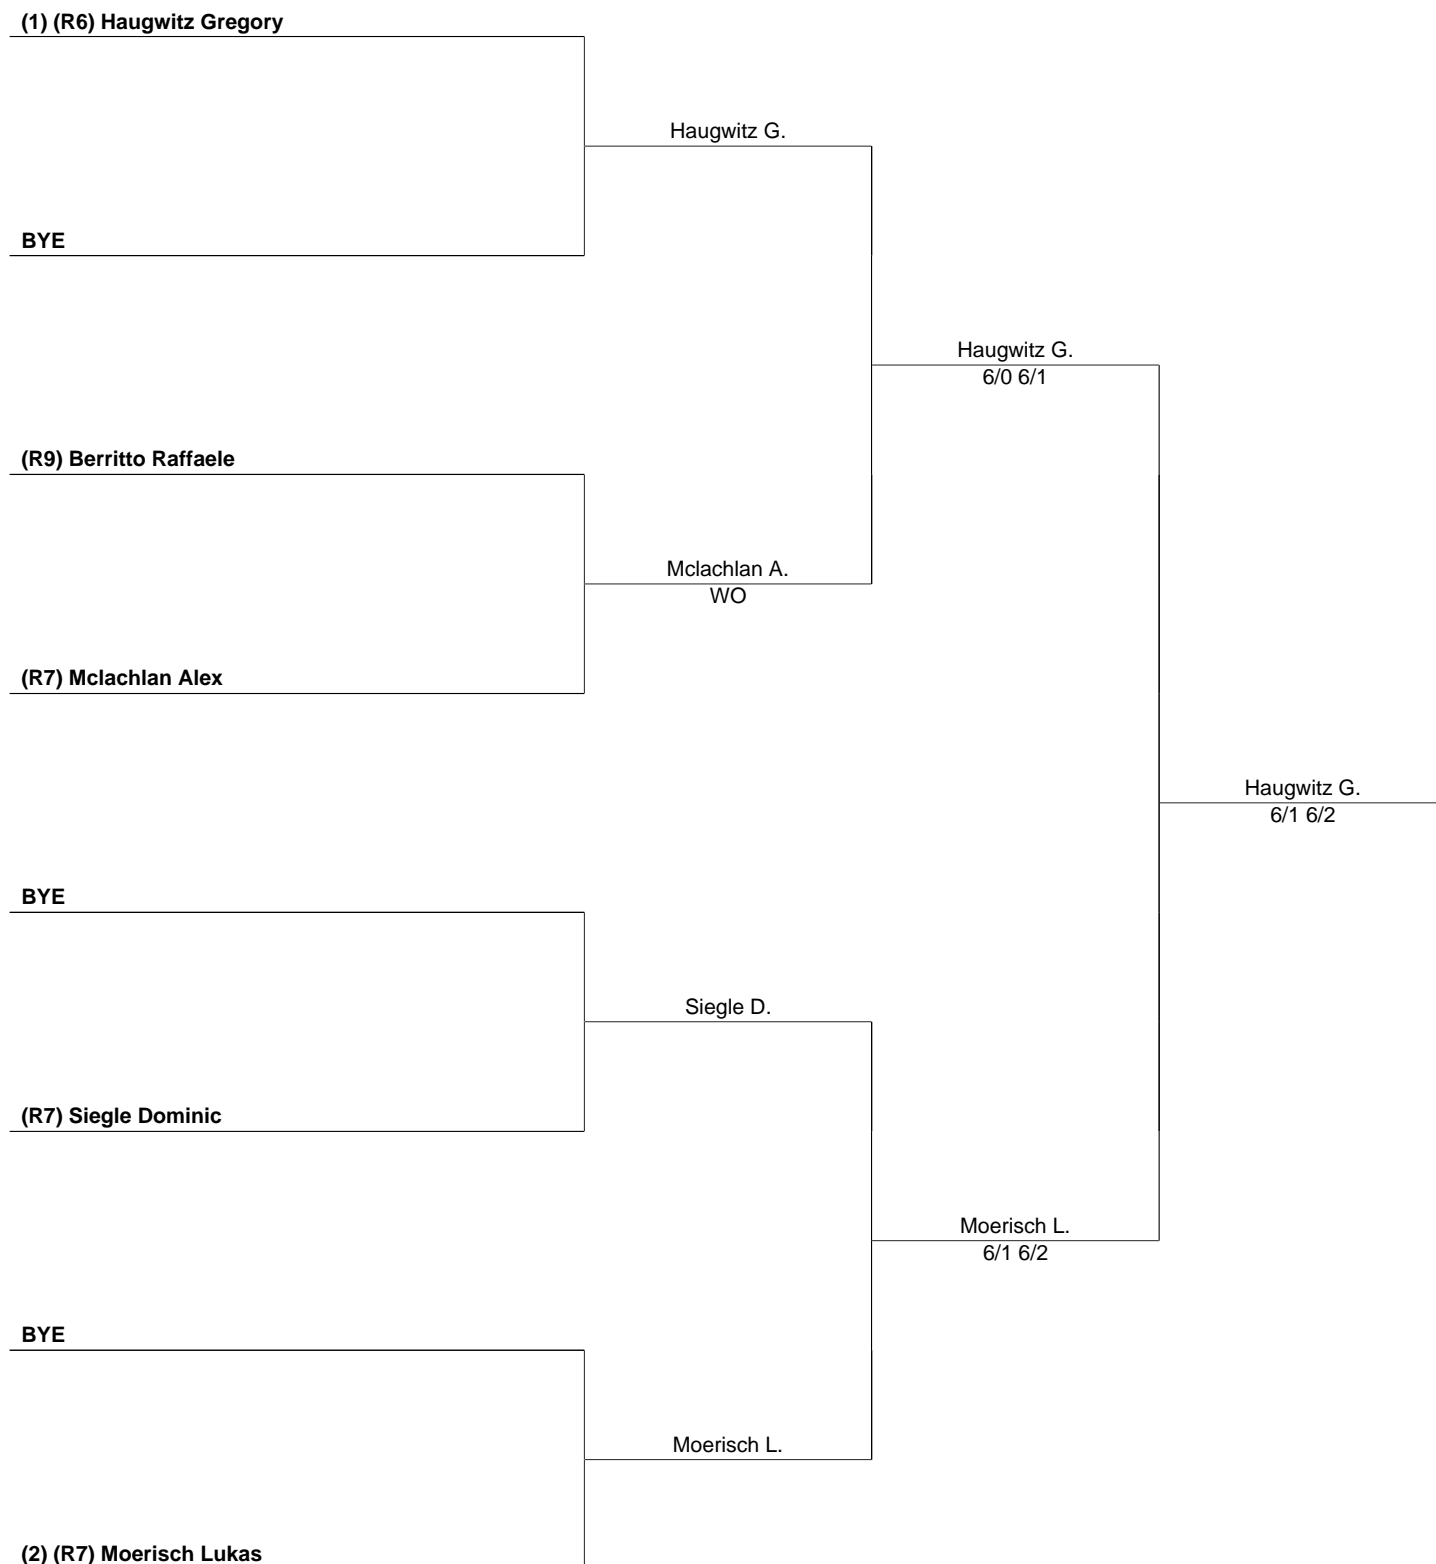 (1) (R6) Haugwitz Gregory
Haugwitz G.
BYE
Haugwitz G.
6/0 6/1
(R9) Berritto Raffaele
Mclachlan A.
WO
(R7) Mclachlan Alex
Haugwitz G.
6/1 6/2
BYE
Siegle D.
(R7) Siegle Dominic
Moerisch L.
6/1 6/2
BYE
Moerisch L.
(2) (R7) Moerisch Lukas